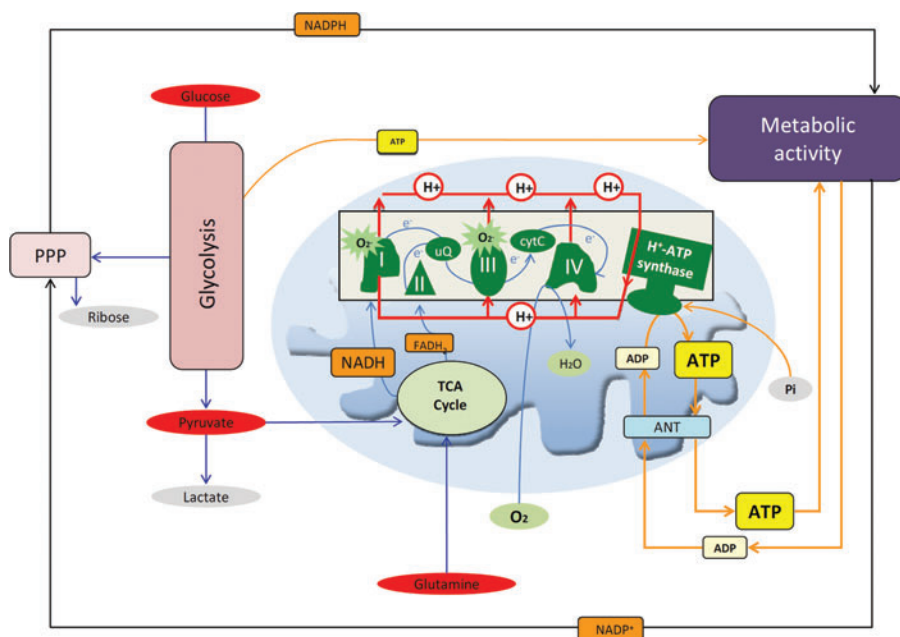 NADPH
Glucose
ATP
Metabolic
activity
H+
H+
H+
O₂⁻
O₂⁻
e⁻
e⁻
e⁻
e⁻
I
uQ
II
III
cytC
IV
H⁺-ATP
synthase
PPP
Glycolysis
Ribose
H+
NADH
FADH₂
H₂O
ADP
ATP
Pi
TCA
Cycle
Pyruvate
ANT
Lactate
O₂
ATP
ADP
Glutamine
NADP⁺